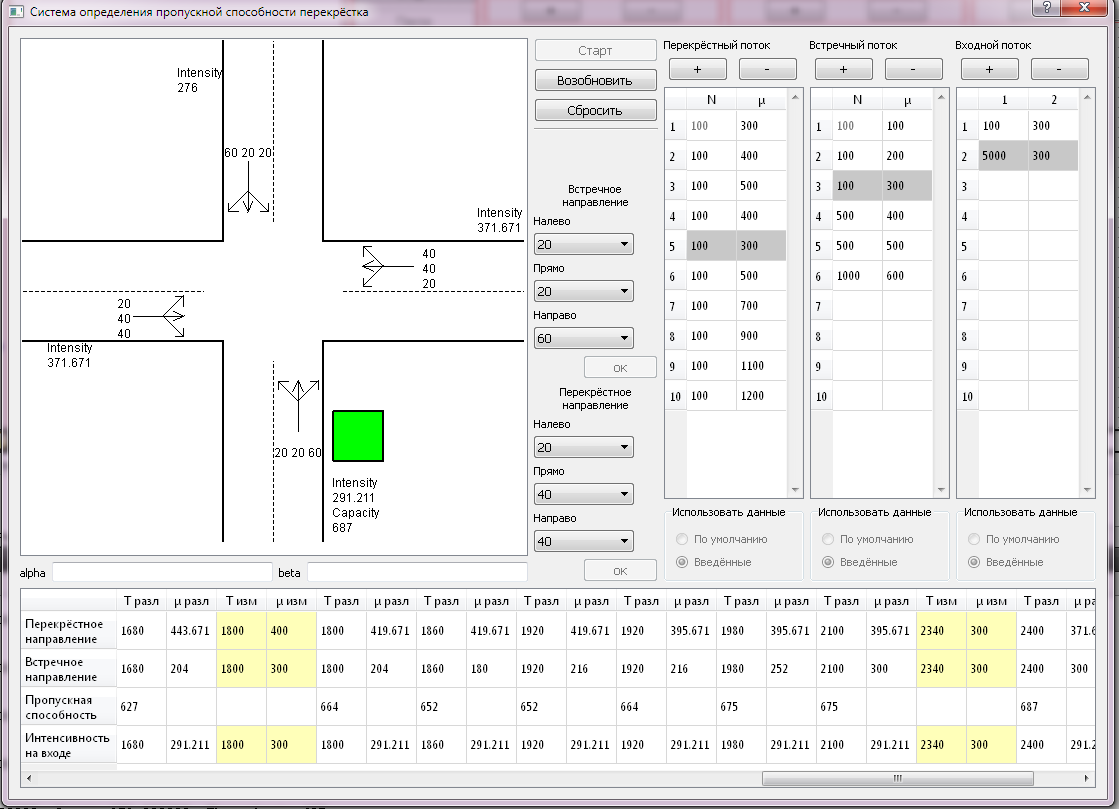 Система определения пропускной способности перекрёстка
Intensity
276
60 20 20
Intensity
371.671
40
40
20
20
40
40
Intensity
371.671
20 20 60
Intensity
291.211
Capacity
687
alpha
beta
Старт
Возобновить
Сбросить
Встречное
направление
Налево
20
Прямо
20
Направо
60
ОК
Перекрёстное
направление
Налево
20
Прямо
40
Направо
40
ОК
Перекрёстный поток
+ -
N μ
1 100 300
2 100 400
3 100 500
4 100 400
5 100 300
6 100 500
7 100 700
8 100 900
9 100 1100
10 100 1200
Использовать данные
По умолчанию
Введённые
Встречный поток
+ -
N μ
1 100 100
2 100 200
3 100 300
4 500 400
5 500 500
6 1000 600
7
8
9
10
Использовать данные
По умолчанию
Введённые
Входной поток
+ -
1 2
1 100 300
2 5000 300
3
4
5
6
7
8
9
10
Использовать данные
По умолчанию
Введённые
T разл μ разл T изм μ изм T разл μ разл T разл μ разл T разл μ разл T разл μ разл T разл μ разл T разл μ разл T изм μ изм T разл μ ра
Перекрёстное
направление
1680 443.671 1800 400 1800 419.671 1860 419.671 1920 419.671 1920 395.671 1980 395.671 2100 395.671 2340 300 2400 371.6
Встречное
направление
1680 204 1800 300 1800 204 1860 180 1920 216 1920 216 1980 252 2100 300 2340 300 2400 300
Пропускная
способность
627 664 652 652 664 675 675 687
Интенсивность
на входе
1680 291.211 1800 300 1800 291.211 1860 291.211 1920 291.211 1920 291.211 1980 291.211 2100 291.211 2340 300 2400 291.2